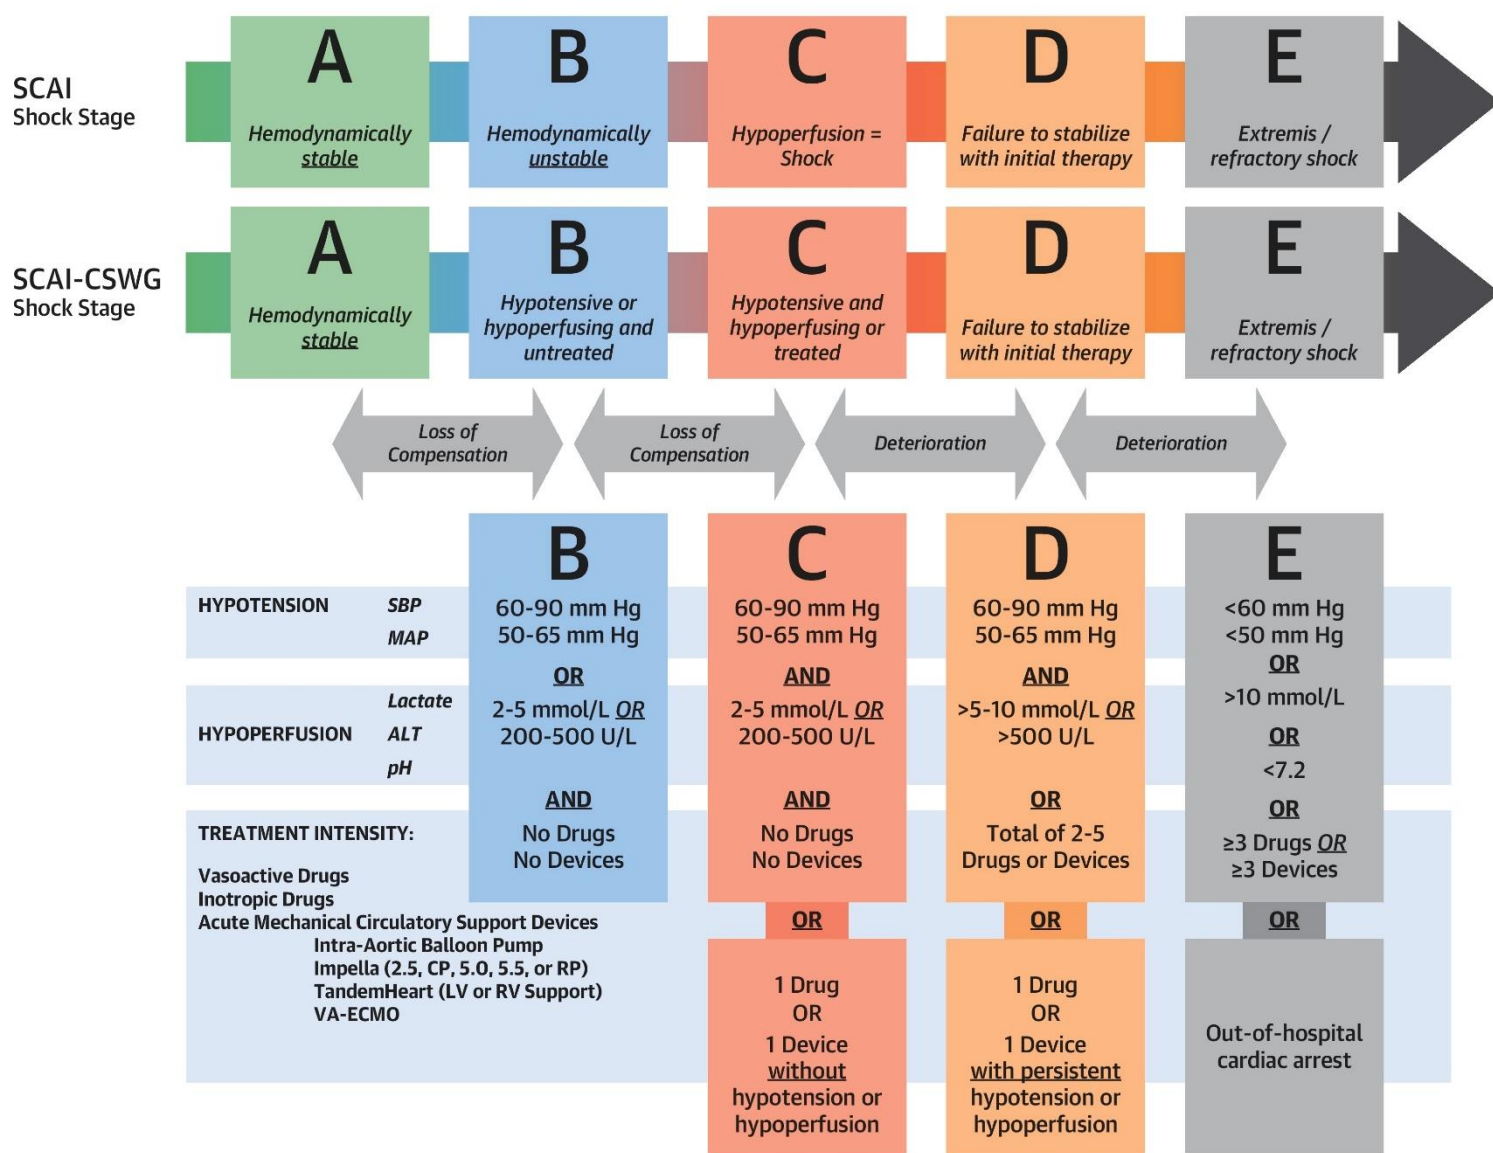 SCAI
Shock Stage
A
Hemodynamically
stable
B
Hemodynamically
unstable
C
Hypoperfusion =
Shock
D
Failure to stabilize
with initial therapy
E
Extremis /
refractory shock
SCAI-CSWG
Shock Stage
A
Hemodynamically
stable
B
Hypotensive or
hypoperfusing and
untreated
C
Hypotensive and
hypoperfusing or
treated
D
Failure to stabilize
with initial therapy
E
Extremis /
refractory shock
Loss of
Compensation
Loss of
Compensation
Deterioration
Deterioration
HYPOTENSION
SBP
MAP
HYPOPERFUSION
Lactate
ALT
pH
TREATMENT INTENSITY:
Vasoactive Drugs
Inotropic Drugs
Acute Mechanical Circulatory Support Devices
Intra-Aortic Balloon Pump
Impella (2.5, CP, 5.0, 5.5, or RP)
TandemHeart (LV or RV Support)
VA-ECMO
B
60-90 mm Hg
50-65 mm Hg
OR
2-5 mmol/L OR
200-500 U/L
AND
No Drugs
No Devices
C
60-90 mm Hg
50-65 mm Hg
AND
2-5 mmol/L OR
200-500 U/L
AND
No Drugs
No Devices
OR
1 Drug
OR
1 Device
without
hypotension or
hypoperfusion
D
60-90 mm Hg
50-65 mm Hg
AND
>5-10 mmol/L OR
>500 U/L
OR
Total of 2-5
Drugs or Devices
OR
1 Drug
OR
1 Device
with persistent
hypotension or
hypoperfusion
E
<60 mm Hg
<50 mm Hg
OR
>10 mmol/L
OR
<7.2
OR
≥3 Drugs OR
≥3 Devices
OR
Out-of-hospital
cardiac arrest